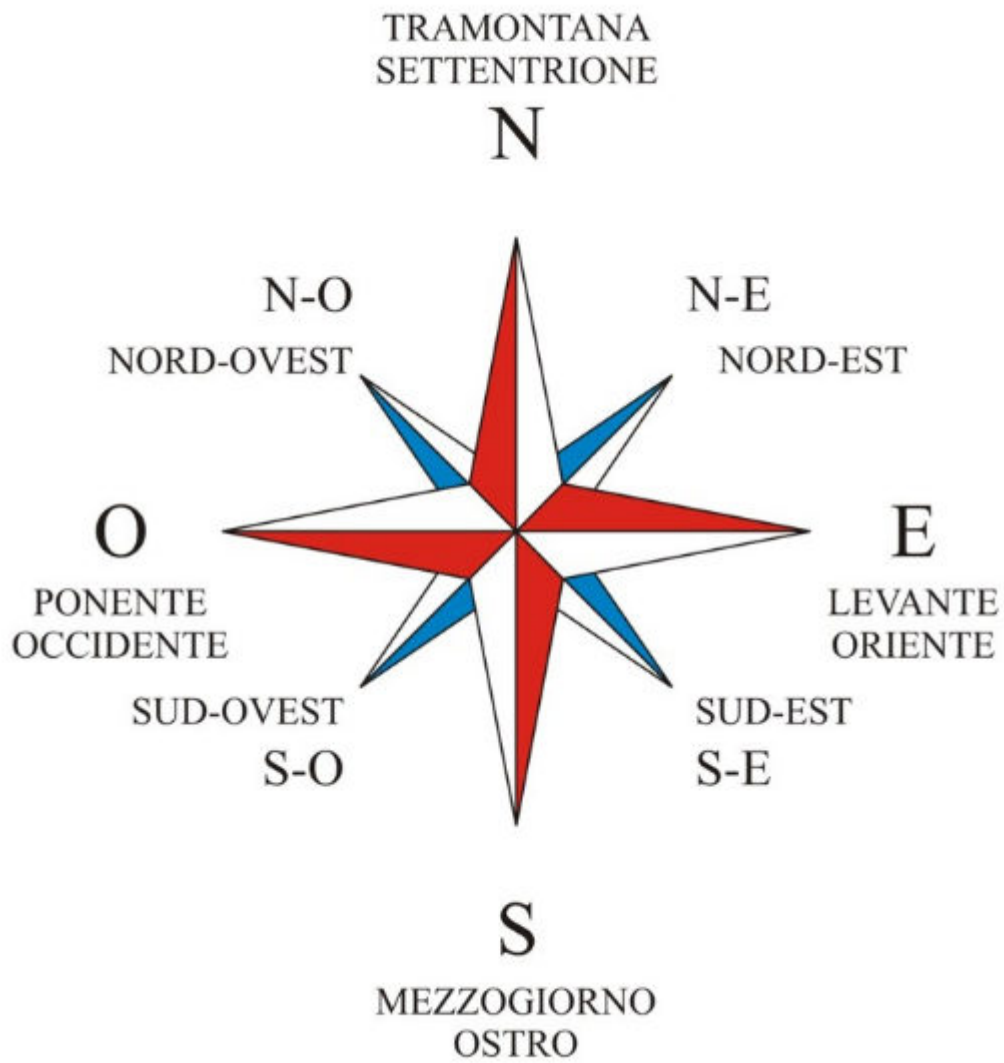 TRAMONTANA
SETTENTRIONE
N
N-O
N-E
NORD-OVEST
NORD-EST
O
E
PONENTE
OCCIDENTE
LEVANTE
ORIENTE
SUD-OVEST
SUD-EST
S-O
S-E
S
MEZZOGIORNO
OSTRO